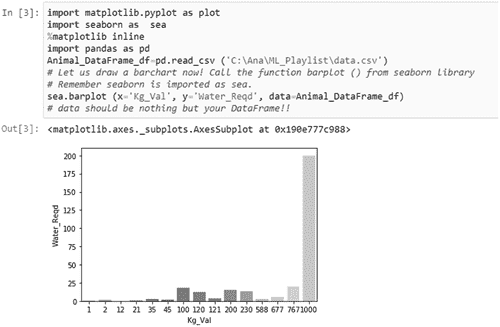 In [3]: import matplotlib.pyplot as plot
import seaborn as  sea
%matplotlib inline
import pandas as pd
Animal_DataFrame_df=pd.read_csv ('C:\Ana\ML_Playlist\data.csv')
# Let us draw a barchart now! Call the function barplot () from seaborn library
# Remember seaborn is imported as sea.
sea.barplot (x='Kg_Val', y='Water_Reqd', data=Animal_DataFrame_df)
# data should be nothing but your DataFrame!!
Out[3]: <matplotlib.axes._subplots.AxesSubplot at 0x190e777c988>
200
175
150
125
100
75
50
25
0
Water_Reqd
1 2 12 21 35 45 100 120 121 200 230 588 677 767 1000
Kg_Val